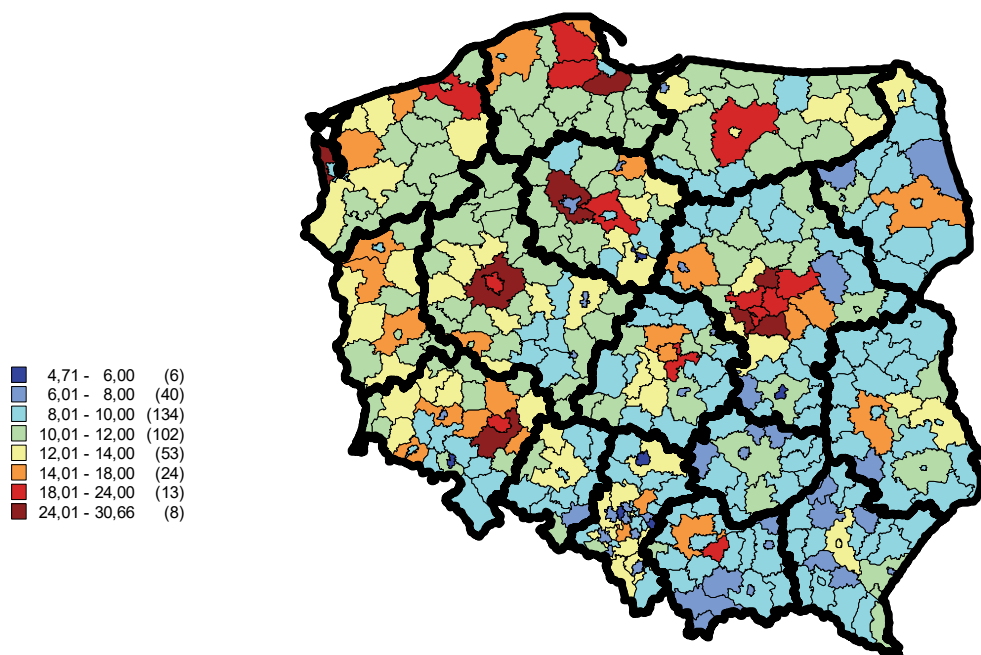 4,71 - 6,00 (6)
6,01 - 8,00 (40)
8,01 - 10,00 (134)
10,01 - 12,00 (102)
12,01 - 14,00 (53)
14,01 - 18,00 (24)
18,01 - 24,00 (13)
24,01 - 30,66 (8)